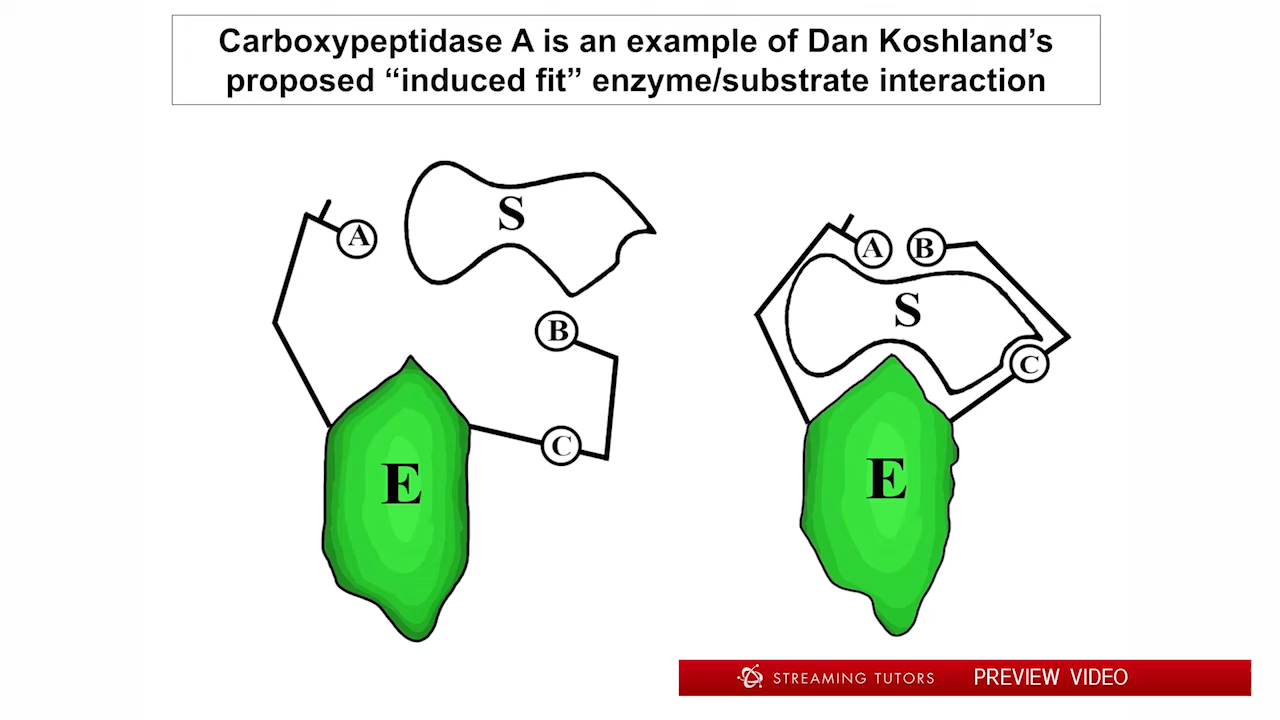 Carboxypeptidase A is an example of Dan Koshland’s
proposed “induced fit” enzyme/substrate interaction
S
A
B
C
E
A
B
S
C
E
STREAMING TUTORS PREVIEW VIDEO